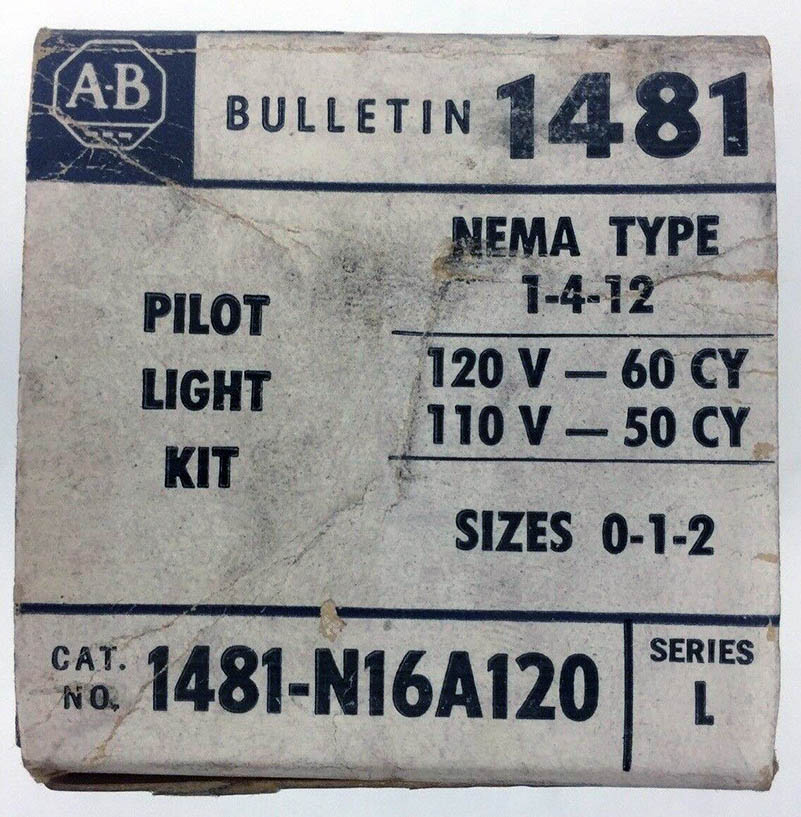 A-B
BULLETIN 1481
NEMA TYPE
1-4-12
PILOT
LIGHT
KIT
120 V — 60 CY
110 V — 50 CY
SIZES 0-1-2
CAT. NO. 1481-N16A120
SERIES
L